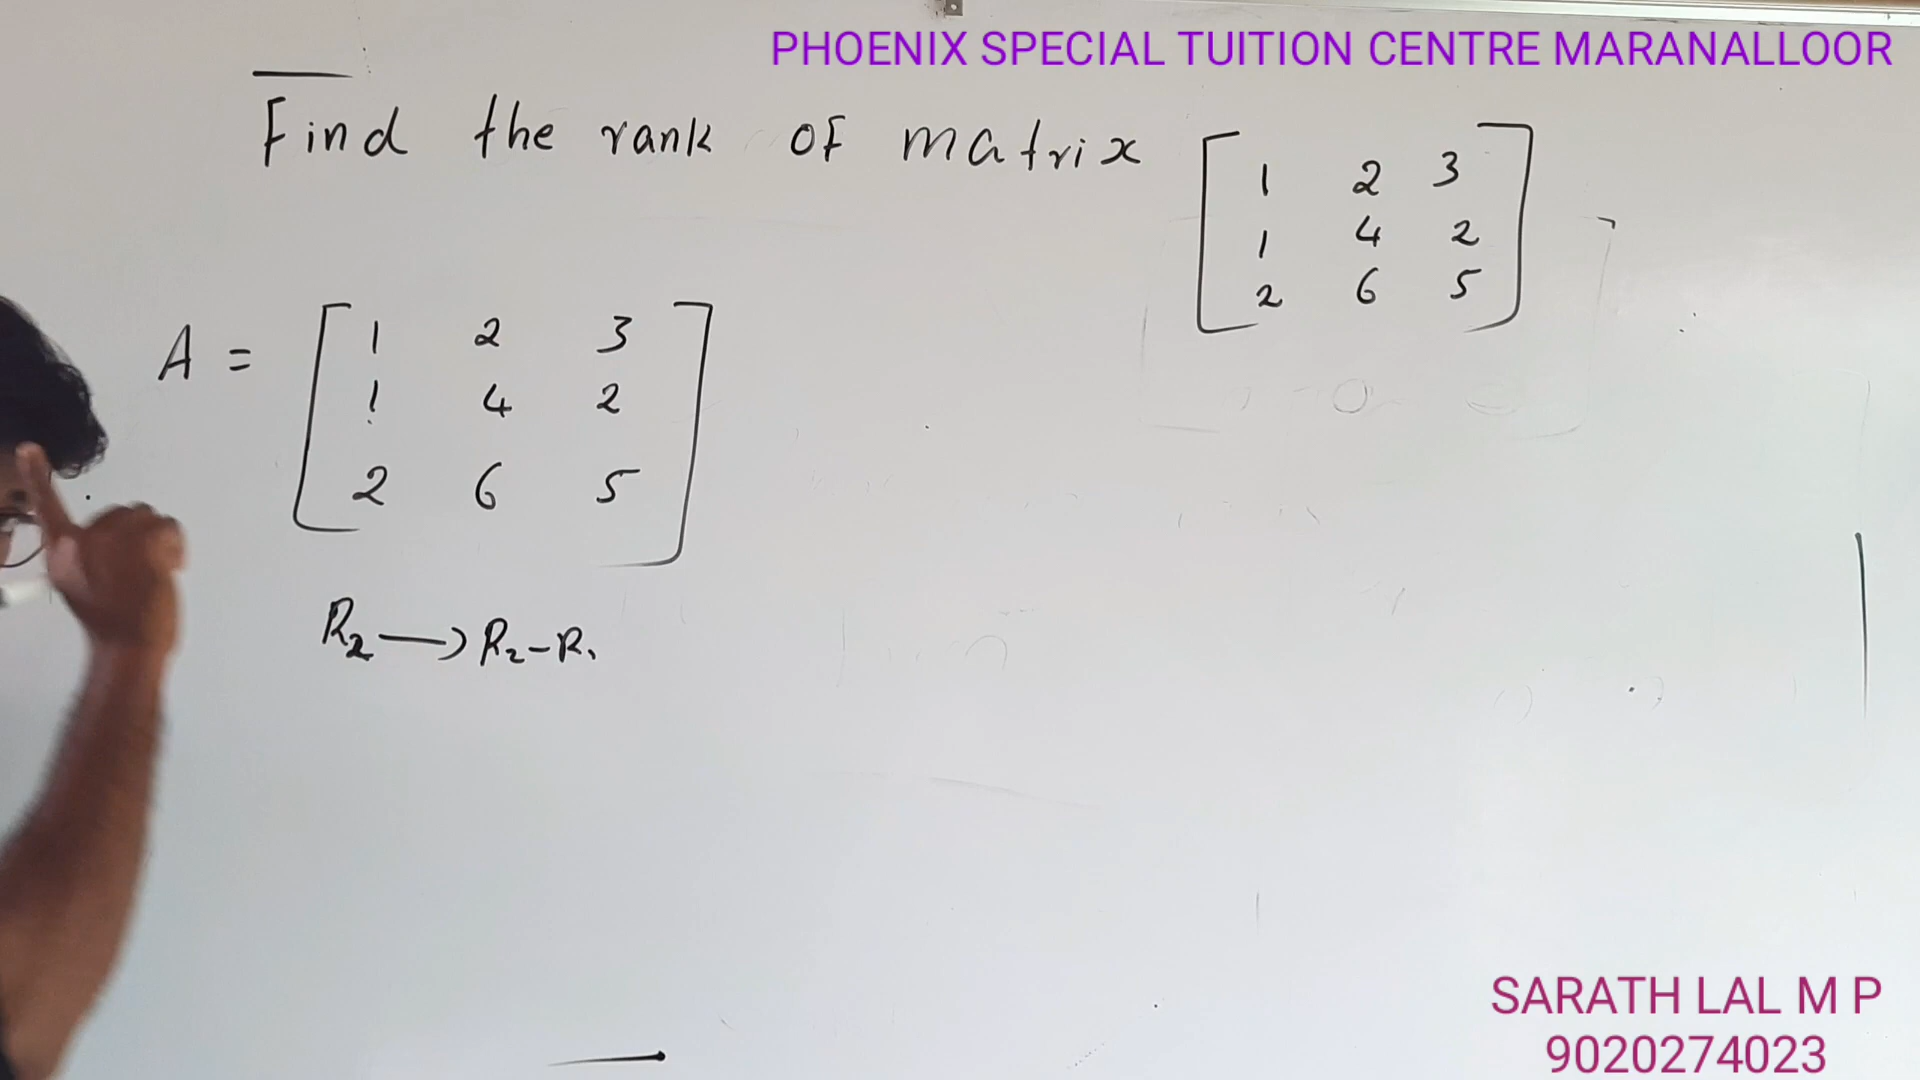 PHOENIX SPECIAL TUITION CENTRE MARANALLOOR
Find the rank of matrix
1 2 3
1 4 2
2 6 5
A =
1 2 3
1 4 2
2 6 5
R₂ → R₂-R₁
SARATH LAL M P
9020274023